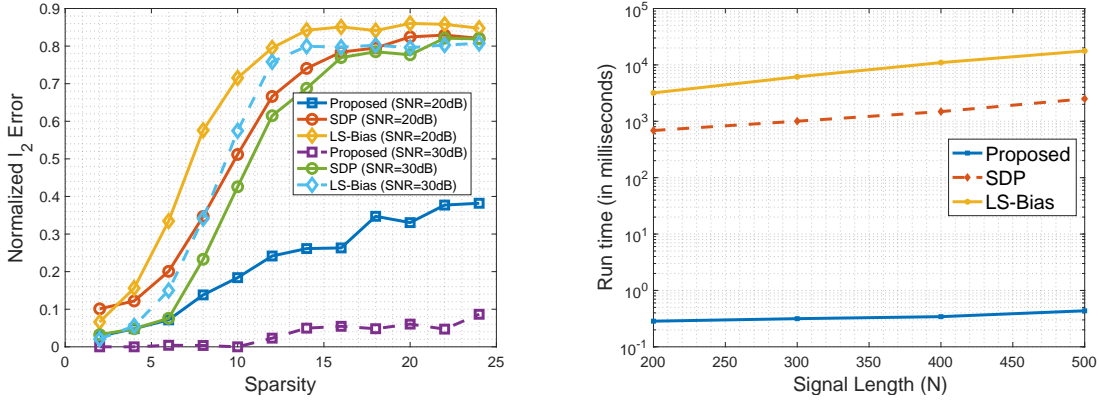 0.9
0.8
0.7
0.6
0.5
0.4
0.3
0.2
0.1
0
Normalized l2 Error
Proposed (SNR=20dB)
SDP (SNR=20dB)
LS-Bias (SNR=20dB)
Proposed (SNR=30dB)
SDP (SNR=30dB)
LS-Bias (SNR=30dB)
0 5 10 15 20 25
Sparsity
10^5
10^4
10^3
10^2
10^1
10^0
10^-1
Run time (in milliseconds)
Proposed
SDP
LS-Bias
200 250 300 350 400 450 500
Signal Length (N)